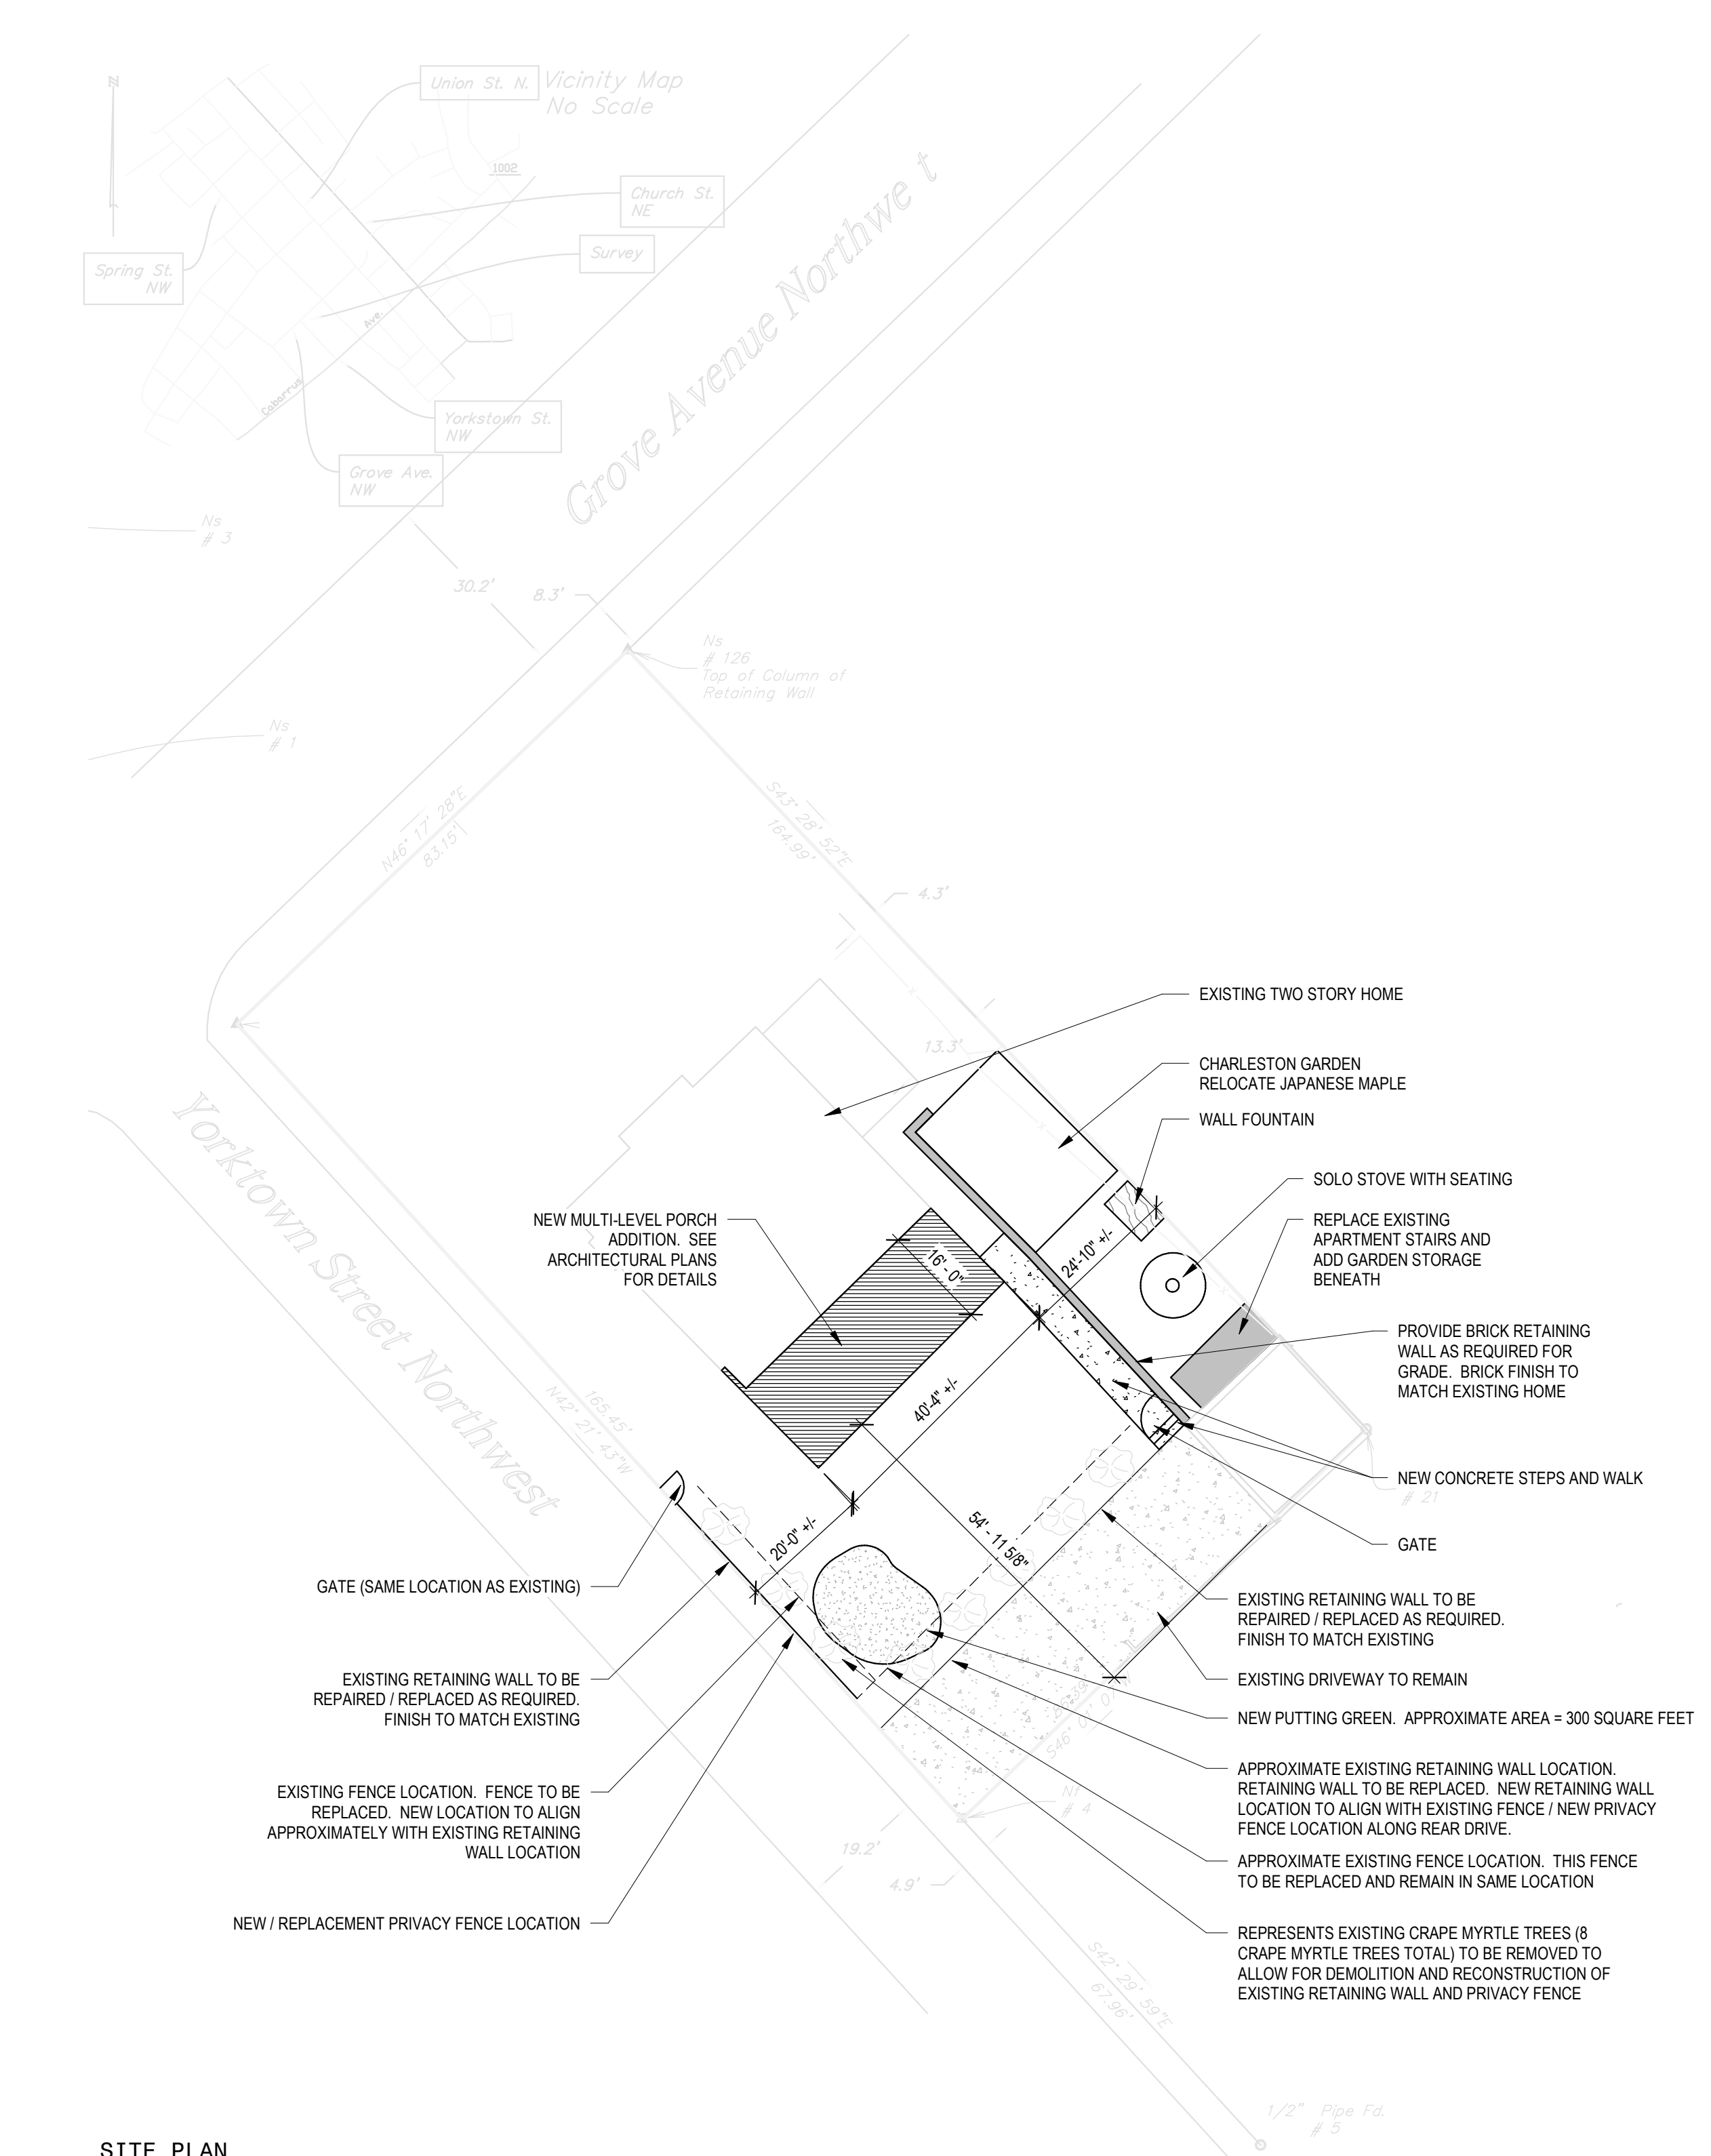 Union St. N.
Vicinity Map
No Scale
N
1002
Church St.
NE
Survey
Spring St.
NW
Ave.
Cabarrus
Yorkstown St.
NW
Grove Ave.
NW
Grove Avenue Northwe t
Ns
# 3
30.2'
8.3'
Ns
# 126
Top of Column of
Retaining Wall
Ns
# 1
N46° 17' 28"E
83.15'
S43° 28' 52"E
164.99'
4.3'
13.3'
EXISTING TWO STORY HOME
CHARLESTON GARDEN
RELOCATE JAPANESE MAPLE
WALL FOUNTAIN
SOLO STOVE WITH SEATING
REPLACE EXISTING
APARTMENT STAIRS AND
ADD GARDEN STORAGE
BENEATH
NEW MULTI-LEVEL PORCH
ADDITION.  SEE
ARCHITECTURAL PLANS
FOR DETAILS
16' - 0"
24'-10" +/-
PROVIDE BRICK RETAINING
WALL AS REQUIRED FOR
GRADE.  BRICK FINISH TO
MATCH EXISTING HOME
Yorktown Street Northwest
165.45'
N42° 21' 43"W
40'-4" +/-
NEW CONCRETE STEPS AND WALK
# 21
GATE
20'-0" +/-
54' - 11 5/8"
GATE (SAME LOCATION AS EXISTING)
EXISTING RETAINING WALL TO BE
REPAIRED / REPLACED AS REQUIRED.
FINISH TO MATCH EXISTING
EXISTING RETAINING WALL TO BE
REPAIRED / REPLACED AS REQUIRED.
FINISH TO MATCH EXISTING
EXISTING DRIVEWAY TO REMAIN
NEW PUTTING GREEN.  APPROXIMATE AREA = 300 SQUARE FEET
EXISTING FENCE LOCATION.  FENCE TO BE
REPLACED.  NEW LOCATION TO ALIGN
APPROXIMATELY WITH EXISTING RETAINING
WALL LOCATION
APPROXIMATE EXISTING RETAINING WALL LOCATION.
RETAINING WALL TO BE REPLACED.  NEW RETAINING WALL
LOCATION TO ALIGN WITH EXISTING FENCE / NEW PRIVACY
FENCE LOCATION ALONG REAR DRIVE.
# 4
19.2'
4.9'
APPROXIMATE EXISTING FENCE LOCATION.  THIS FENCE
TO BE REPLACED AND REMAIN IN SAME LOCATION
NEW / REPLACEMENT PRIVACY FENCE LOCATION
REPRESENTS EXISTING CRAPE MYRTLE TREES (8
CRAPE MYRTLE TREES TOTAL) TO BE REMOVED TO
ALLOW FOR DEMOLITION AND RECONSTRUCTION OF
EXISTING RETAINING WALL AND PRIVACY FENCE
S42° 29' 59"E
67.96'
1/2"  Pipe Fd.
# 5
SITE PLAN